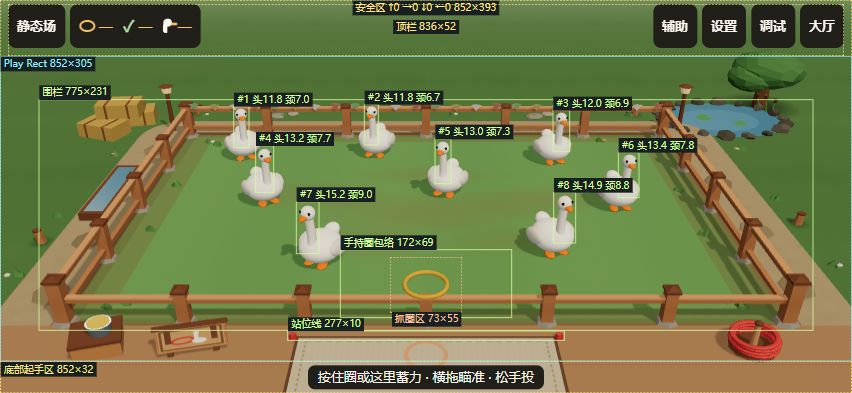 静态场
— ✓ — —
安全区 ↑0 →0 ↓0 ←0 852×393
顶栏 836×52
辅助
设置
调试
大厅
Play Rect 852×305
围栏 775×231
#1 头11.8 颈7.0
#2 头11.8 颈6.7
#3 头12.0 颈6.9
#4 头13.2 颈7.7
#5 头13.0 颈7.3
#6 头13.4 颈7.8
#7 头15.2 颈9.0
#8 头14.9 颈8.8
手持圈包络 172×69
抓圈区 73×55
站位线 277×10
底部起手区 852×32
按住圈或这里蓄力 · 横拖瞄准 · 松手投